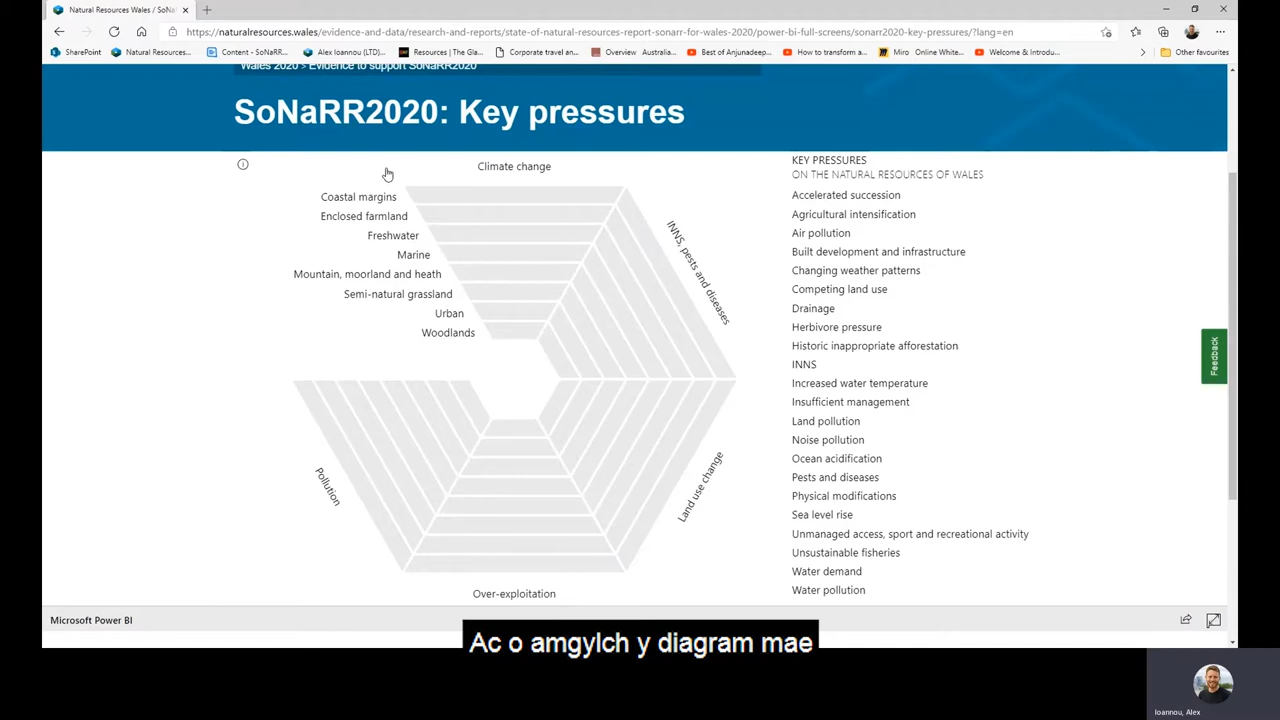 Natural Resources Wales / SoNa
https://naturalresources.wales/evidence-and-data/research-and-reports/state-of-natural-resources-report-sonarr-for-wales-2020/power-bi-full-screens/sonarr2020-key-pressures/?lang=en
SharePoint
Natural Resources...
Content - SoNaRR...
Alex Ioannou (LTD)...
Resources | The Gla...
Corporate travel an...
Overview Australia...
Best of Anjunadeep...
How to transform a...
Miro Online White...
Welcome & Introdu...
Other favourites
Wales 2020 > Evidence to support SoNaRR2020
SoNaRR2020: Key pressures
Climate change
Coastal margins
Enclosed farmland
Freshwater
Marine
Mountain, moorland and heath
Semi-natural grassland
Urban
Woodlands
INNS, pests and diseases
Land use change
Over-exploitation
Pollution
KEY PRESSURES
ON THE NATURAL RESOURCES OF WALES
Accelerated succession
Agricultural intensification
Air pollution
Built development and infrastructure
Changing weather patterns
Competing land use
Drainage
Herbivore pressure
Historic inappropriate afforestation
INNS
Increased water temperature
Insufficient management
Land pollution
Noise pollution
Ocean acidification
Pests and diseases
Physical modifications
Sea level rise
Unmanaged access, sport and recreational activity
Unsustainable fisheries
Water demand
Water pollution
Feedback
Microsoft Power BI
Ac o amgylch y diagram mae
Ioannou, Alex